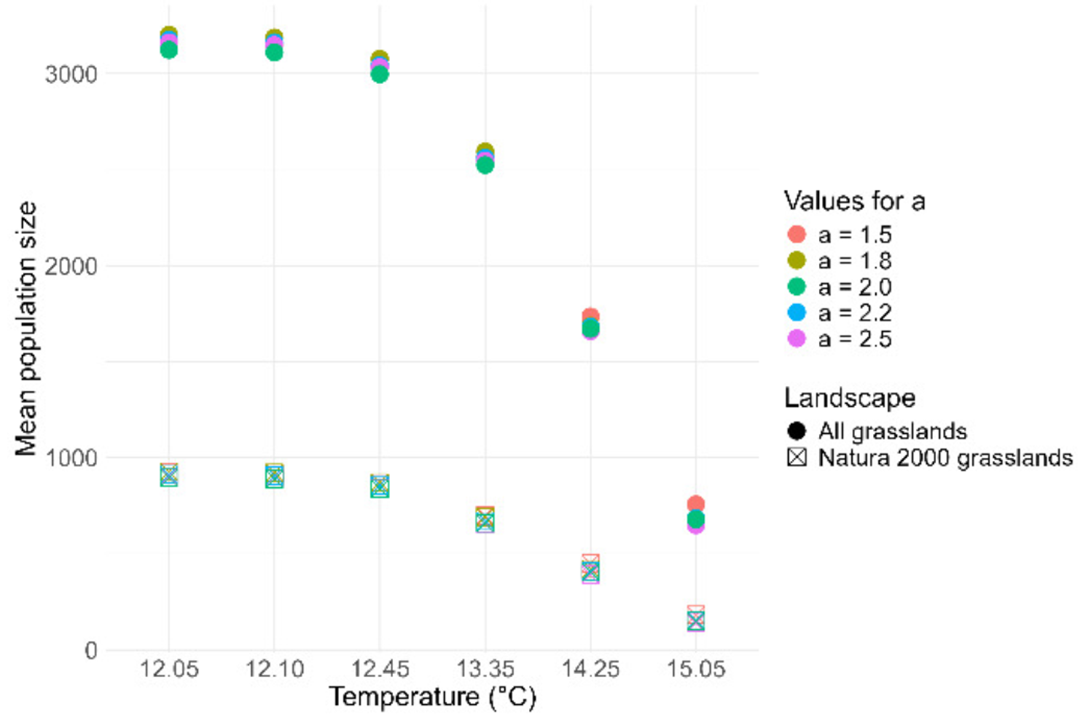 3000
2000
1000
0
Mean population size
12.05 12.10 12.45 13.35 14.25 15.05
Temperature (°C)
Values for a
a = 1.5
a = 1.8
a = 2.0
a = 2.2
a = 2.5
Landscape
All grasslands
Natura 2000 grasslands